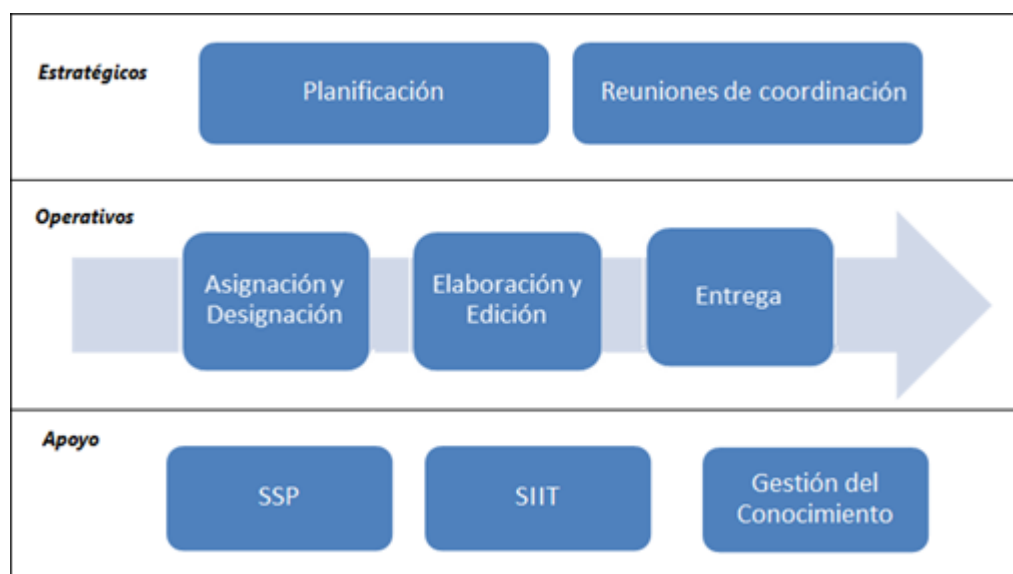 Estratégicos
Planificación
Reuniones de coordinación
Operativos
Asignación y
Designación
Elaboración y
Edición
Entrega
Apoyo
SSP
SIIT
Gestión del
Conocimiento